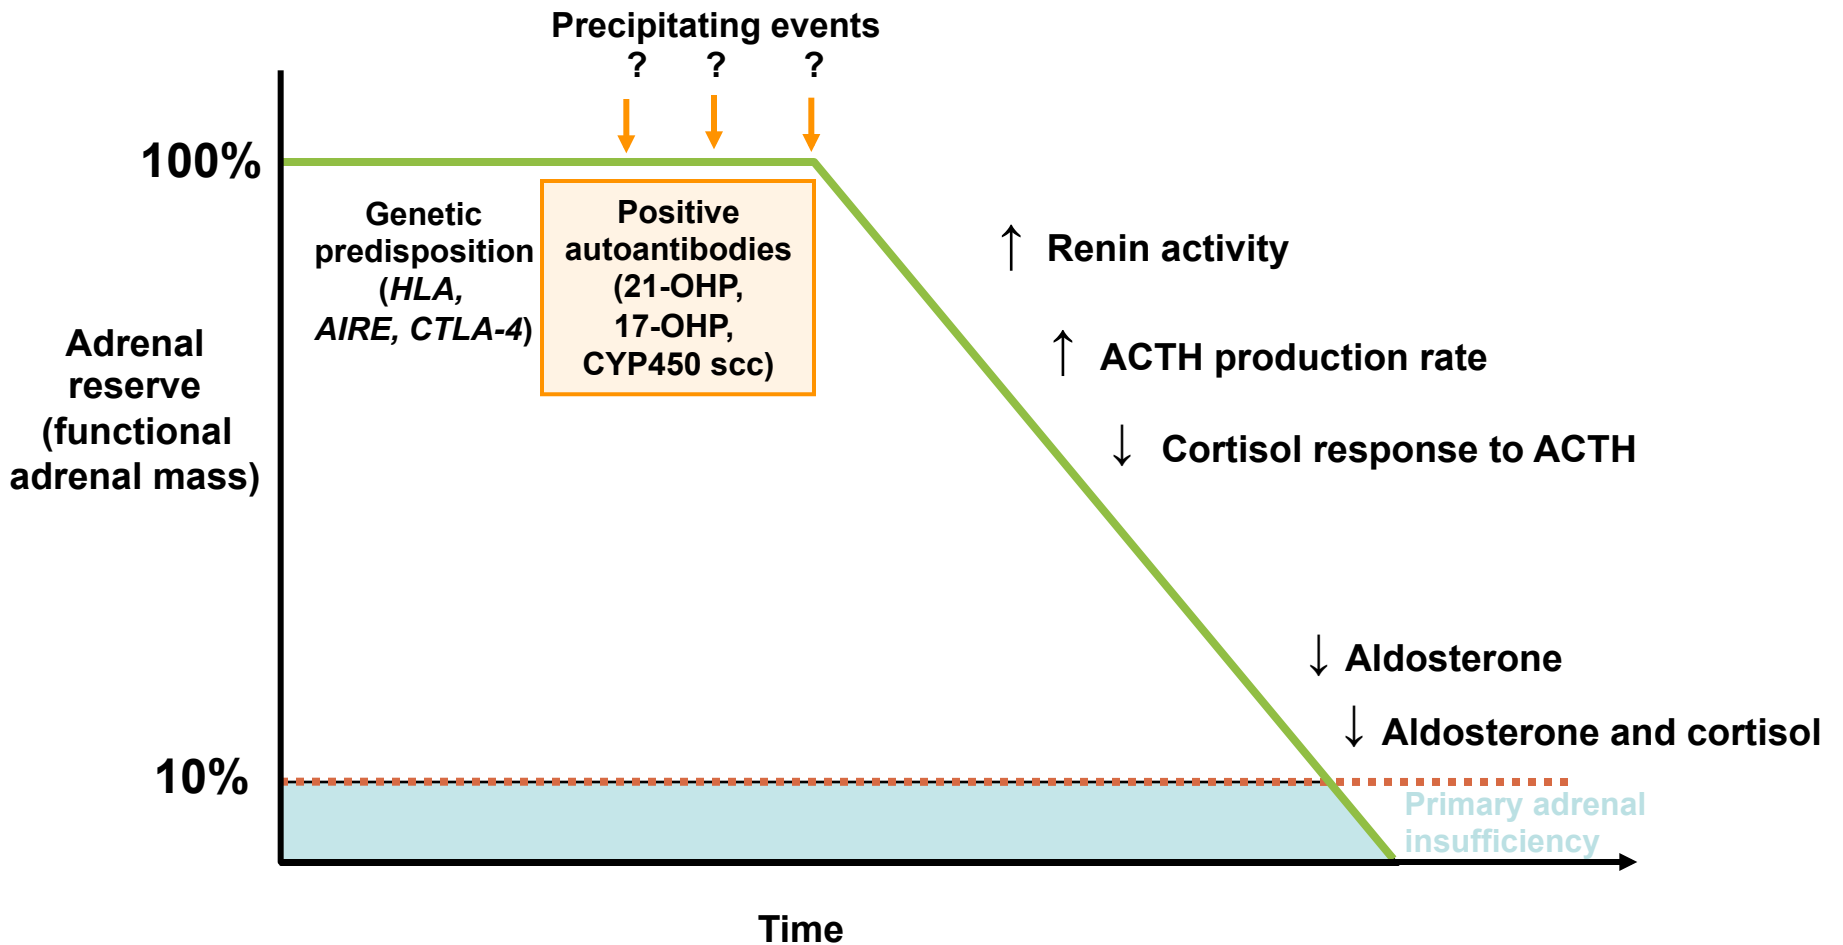 Precipitating events
? ? ?
100%
Genetic
predisposition
(HLA,
AIRE, CTLA-4)
Positive
autoantibodies
(21-OHP,
17-OHP,
CYP450 scc)
Adrenal
reserve
(functional
adrenal mass)
↑ Renin activity
↑ ACTH production rate
↓ Cortisol response to ACTH
↓ Aldosterone
↓ Aldosterone and cortisol
10%
Primary adrenal
insufficiency
Time